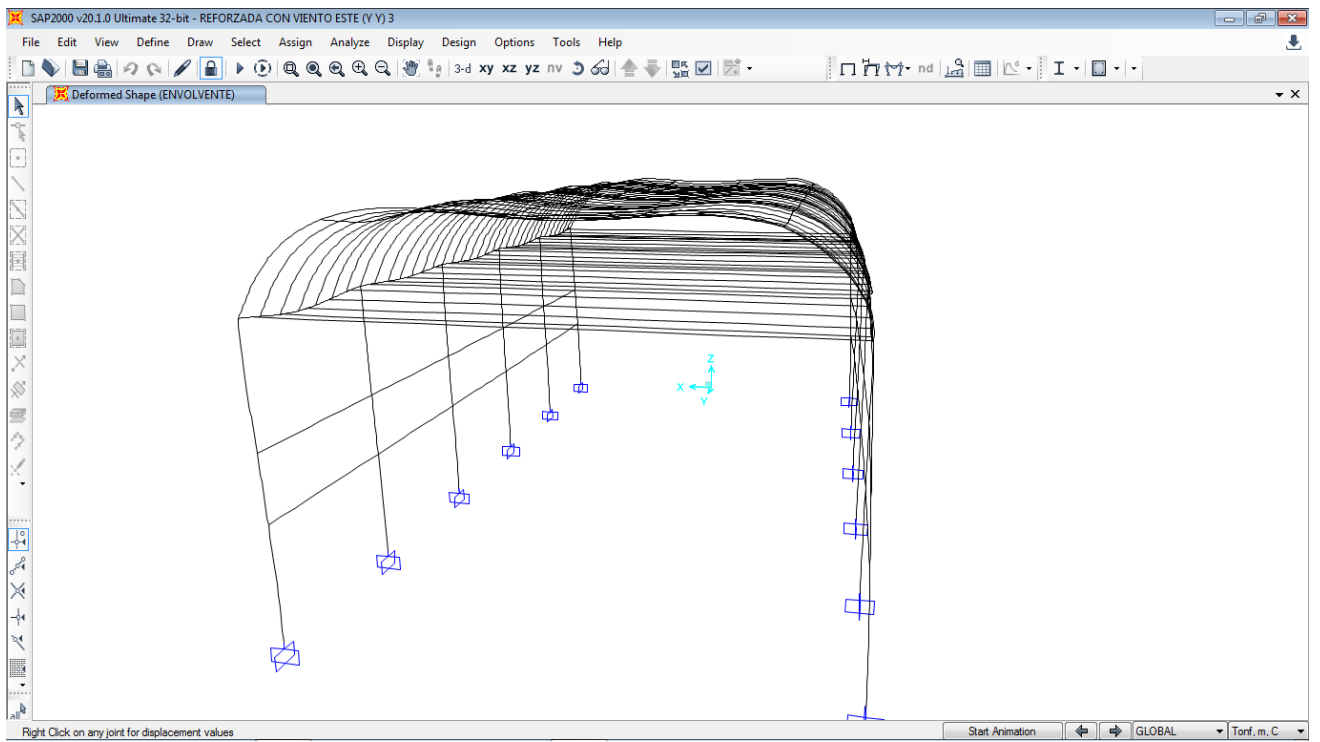 SAP2000 v20.1.0 Ultimate 32-bit - REFORZADA CON VIENTO ESTE (Y Y) 3
File Edit View Define Draw Select Assign Analyze Display Design Options Tools Help
3-d xy xz yz nv nd
Deformed Shape (ENVOLVENTE)
Z
X
Y
all
Right Click on any joint for displacement values Start Animation GLOBAL Tonf, m, C